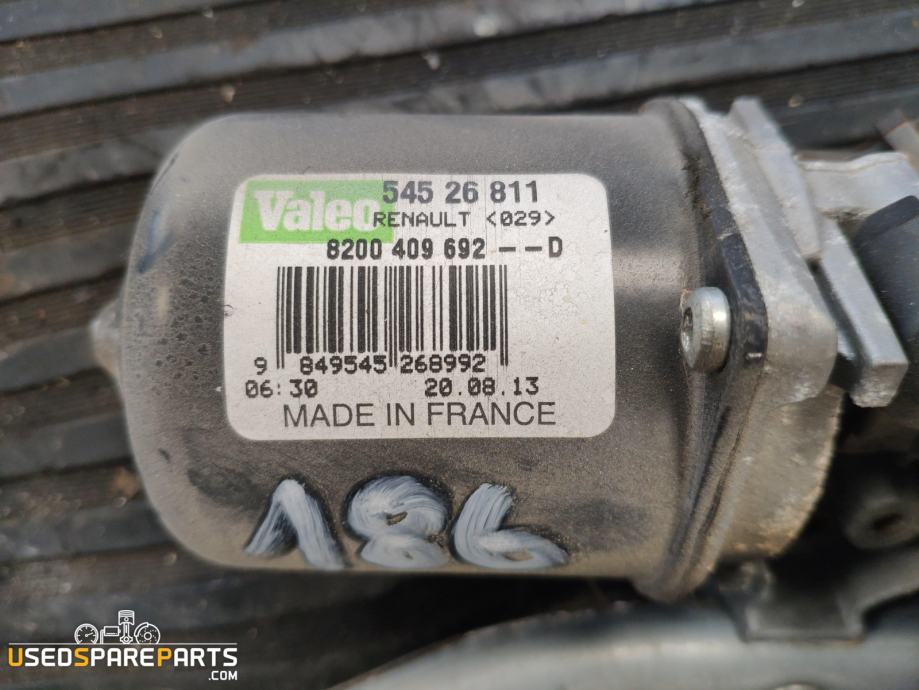 Valeo 545 26 811
RENAULT <029>
8200 409 692 -- D
9 849545 268992
06:30 20.08.13
MADE IN FRANCE
186
USEDSPAREPARTS
.COM